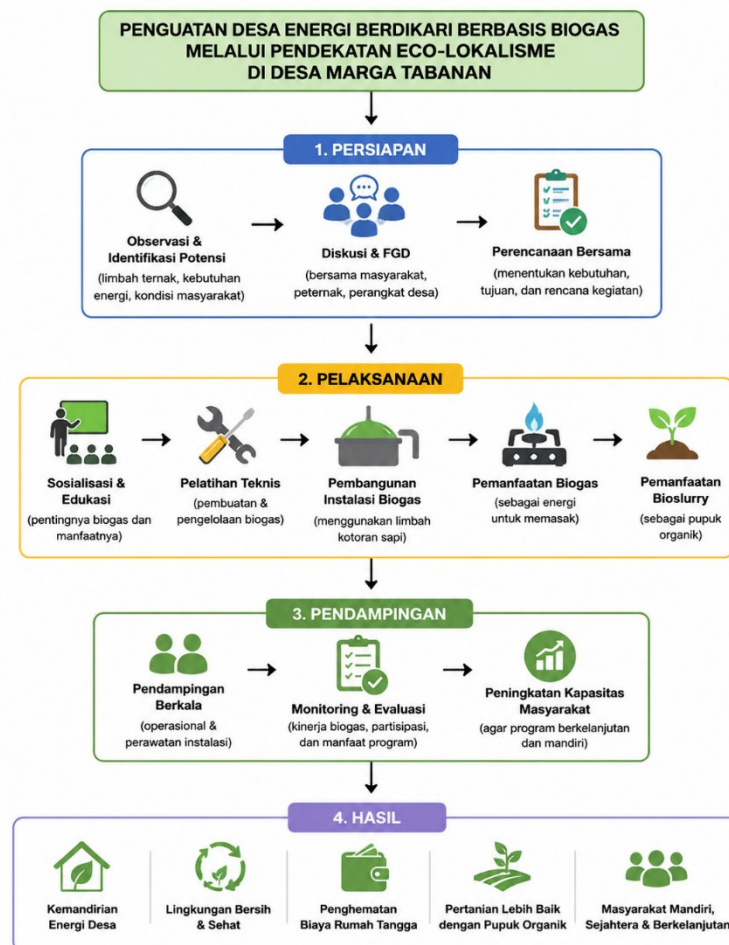 PENGUATAN DESA ENERGI BERDIKARI BERBASIS BIOGAS
MELALUI PENDEKATAN ECO-LOKALISME
DI DESA MARGA TABANAN
1. PERSIAPAN
Observasi &
Identifikasi Potensi
(limbah ternak, kebutuhan
energi, kondisi masyarakat)
Diskusi & FGD
(bersama masyarakat,
peternak, perangkat desa)
Perencanaan Bersama
(menentukan kebutuhan,
tujuan, dan rencana kegiatan)
2. PELAKSANAAN
Sosialisasi &
Edukasi
(pentingnya biogas dan
manfaatnya)
Pelatihan Teknis
(pembuatan &
pengelolaan biogas)
Pembangunan
Instalasi Biogas
(menggunakan limbah
kotoran sapi)
Pemanfaatan Biogas
(sebagai energi
untuk memasak)
Pemanfaatan
Bioslurry
(sebagai pupuk
organik)
3. PENDAMPINGAN
Pendampingan
Berkala
(operasional &
perawatan instalasi)
Monitoring & Evaluasi
(kinerja biogas, partisipasi,
dan manfaat program)
Peningkatan Kapasitas
Masyarakat
(agar program berkelanjutan
dan mandiri)
4. HASIL
Kemandirian
Energi Desa
Lingkungan Bersih
& Sehat
Penghematan
Biaya Rumah Tangga
Pertanian Lebih Baik
dengan Pupuk Organik
Masyarakat Mandiri,
Sejahtera & Berkelanjutan